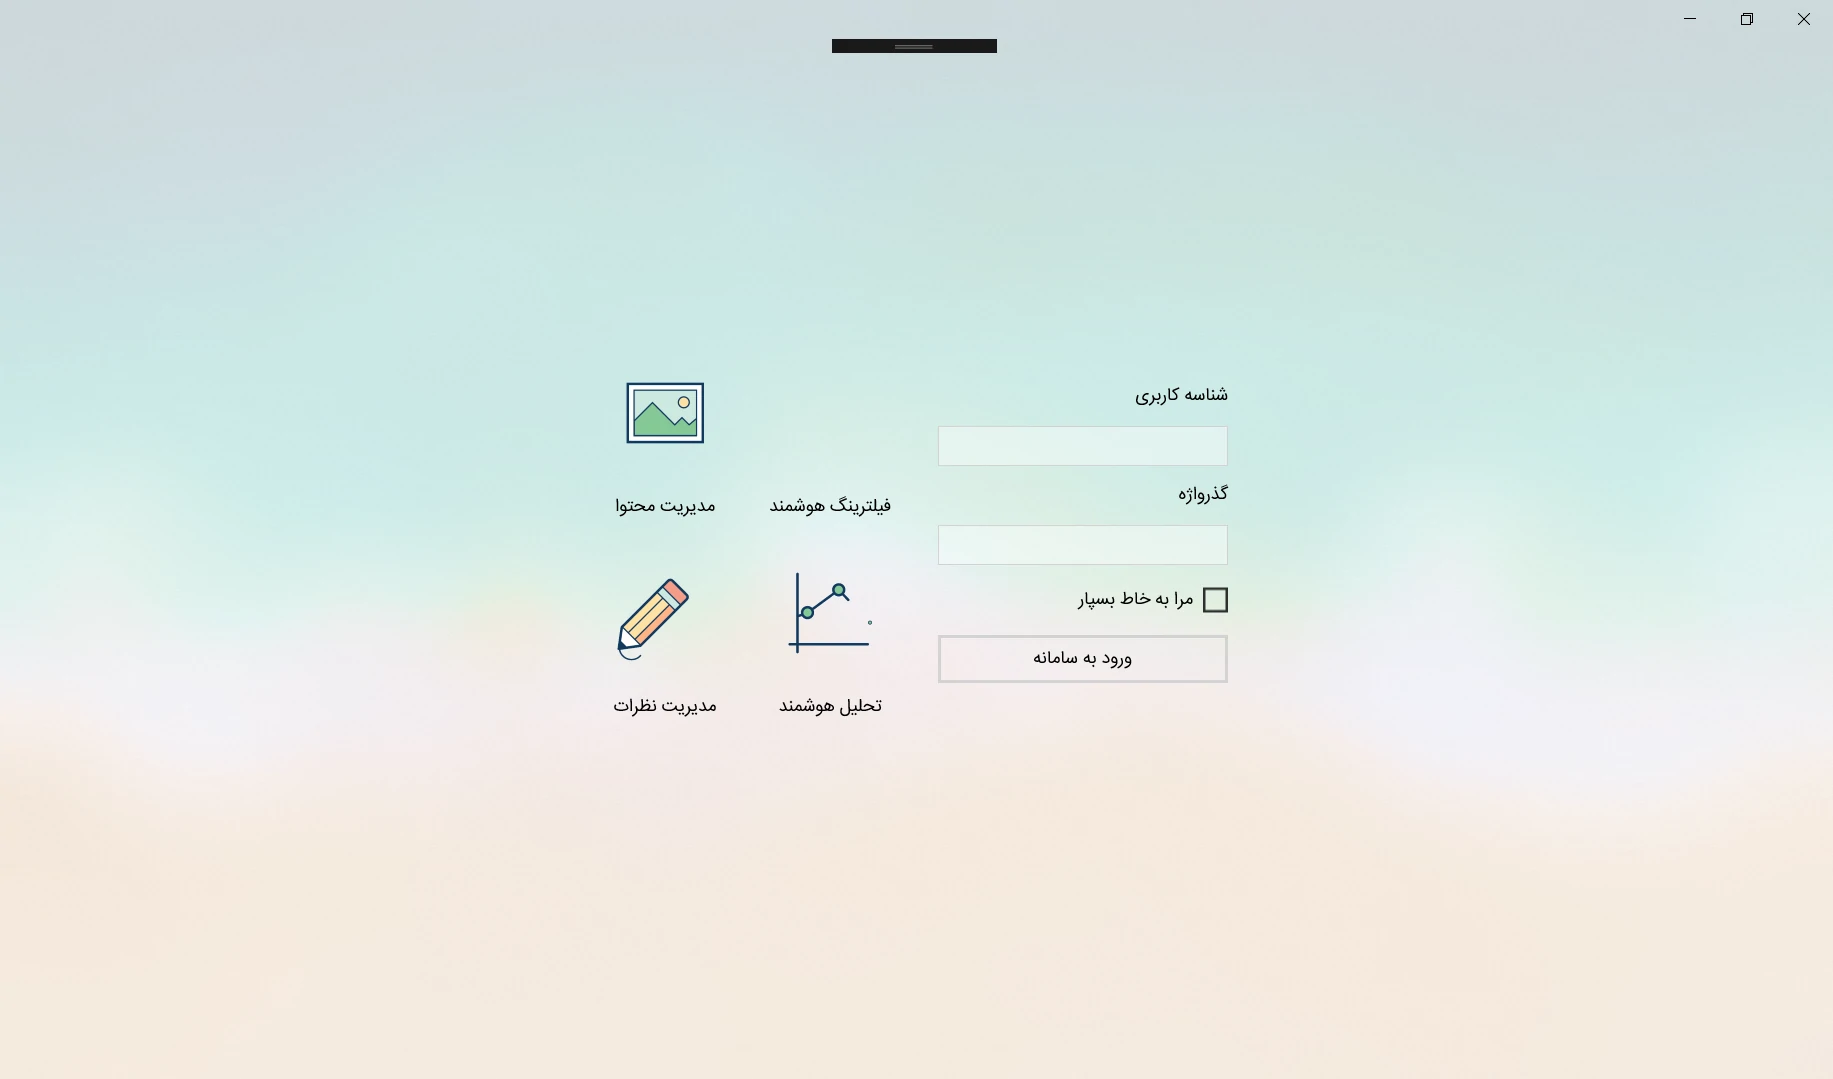 شناسه کاربری
گذرواژه
مرا به خاط بسپار
ورود به سامانه
فیلترینگ هوشمند
مدیریت محتوا
تحلیل هوشمند
مدیریت نظرات